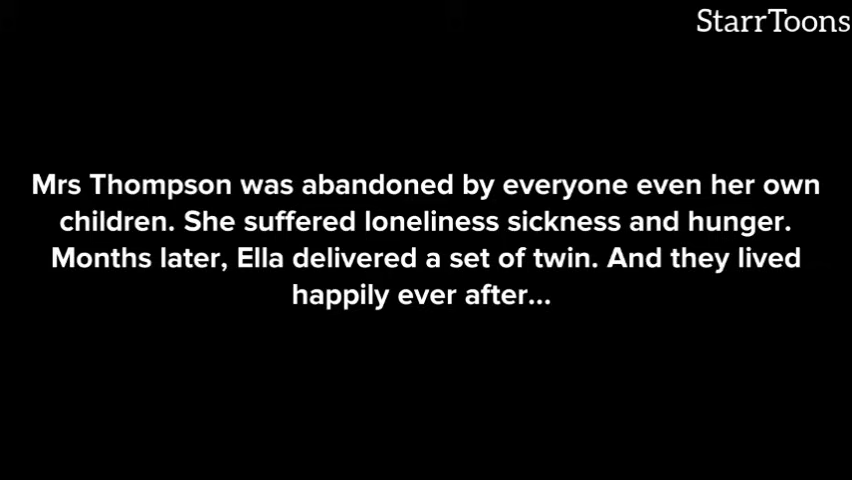 StarrToons
Mrs Thompson was abandoned by everyone even her own
children. She suffered loneliness sickness and hunger.
Months later, Ella delivered a set of twin. And they lived
happily ever after...